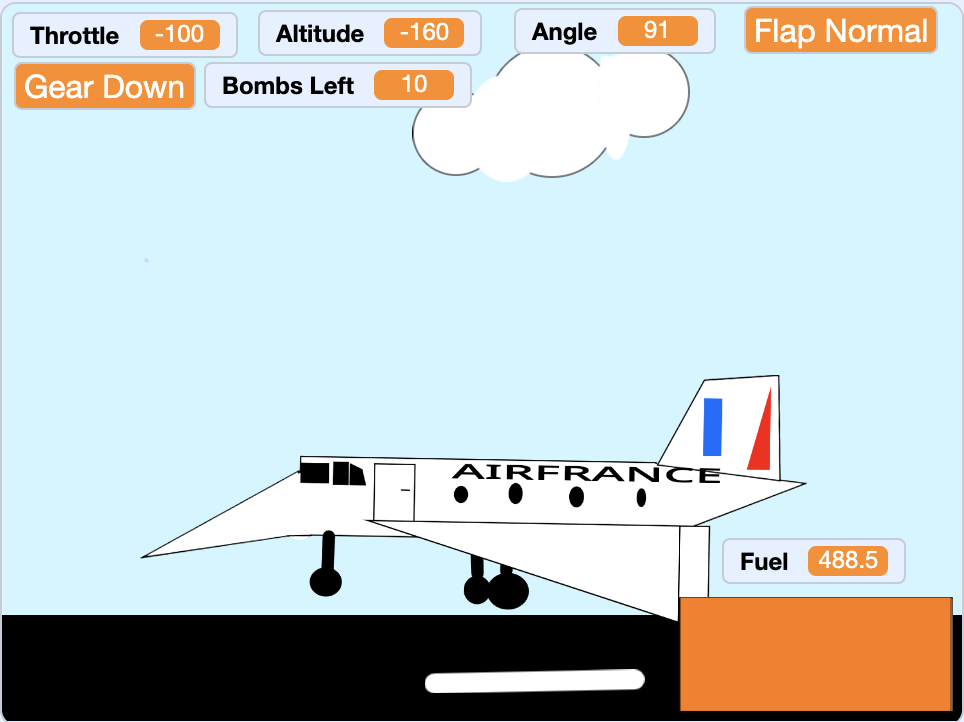 Throttle -100
Altitude -160
Angle 91
Flap Normal
Gear Down
Bombs Left 10
AIRFRANCE
Fuel 488.5